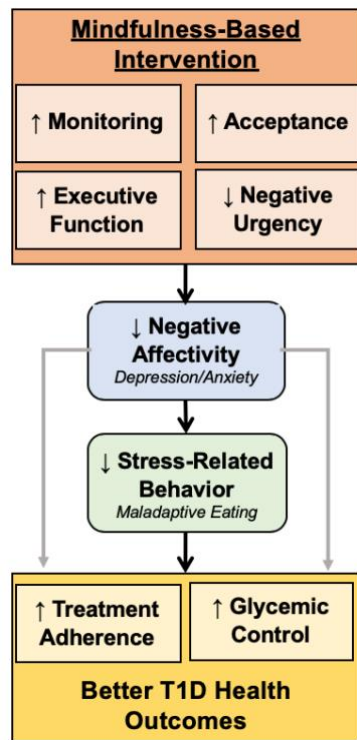 Mindfulness-Based
Intervention
↑ Monitoring
↑ Acceptance
↑ Executive
Function
↓ Negative
Urgency
↓ Negative
Affectivity
Depression/Anxiety
↓ Stress-Related
Behavior
Maladaptive Eating
↑ Treatment
Adherence
↑ Glycemic
Control
Better T1D Health
Outcomes